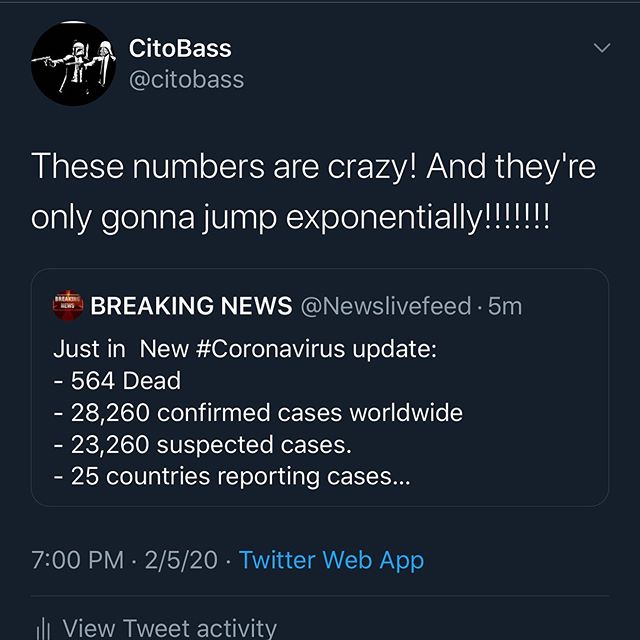 CitoBass
@citobass
These numbers are crazy! And they're
only gonna jump exponentially!!!!!!!
BREAKING
NEWS
BREAKING NEWS @Newslivefeed · 5m
Just in  New #Coronavirus update:
- 564 Dead
- 28,260 confirmed cases worldwide
- 23,260 suspected cases.
- 25 countries reporting cases...
7:00 PM · 2/5/20 · Twitter Web App
View Tweet activity